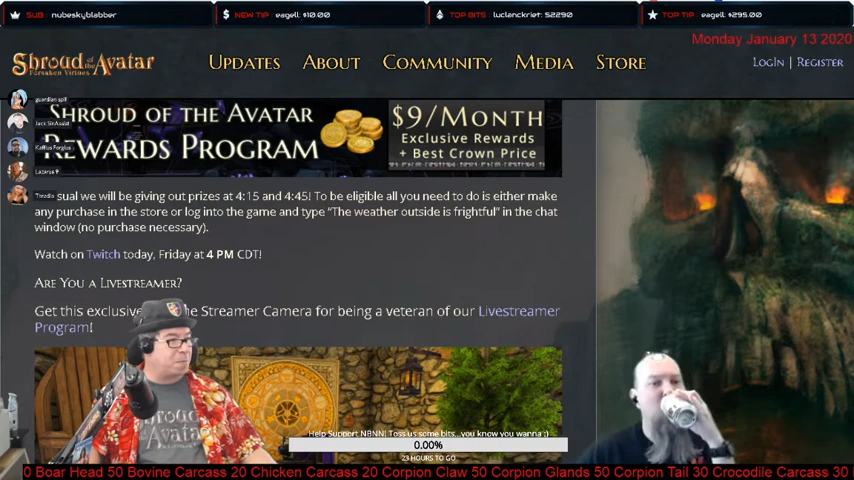 SUB nubeskyblabber
NEW TIP eagell: $10.00
TOP BITS luclanckriet: 52290
TOP TIP eagell: $295.00
Monday January 13 2020
Shroud of the Avatar
Forsaken Virtues
UPDATES ABOUT COMMUNITY MEDIA STORE
LOGIN | REGISTER
guardian spill
SHROUD OF THE AVATAR
REWARDS PROGRAM
$9/MONTH
Exclusive Rewards
+ Best Crown Price
Lazarus
Thredis
sual we will be giving out prizes at 4:15 and 4:45! To be eligible all you need to do is either make
any purchase in the store or log into the game and type "The weather outside is frightful" in the chat
window (no purchase necessary).
Watch on Twitch today, Friday at 4 PM CDT!
ARE YOU A LIVESTREAMER?
Get this exclusive he Streamer Camera for being a veteran of our Livestreamer
Program!
Shroud
of the
Avatar
Help Support NBNN! Toss us some bits...you know you wanna :)
0.00%
23 HOURS TO GO
0 Boar Head 50 Bovine Carcass 20 Chicken Carcass 20 Corpion Claw 50 Corpion Glands 50 Corpion Tail 30 Crocodile Carcass 30